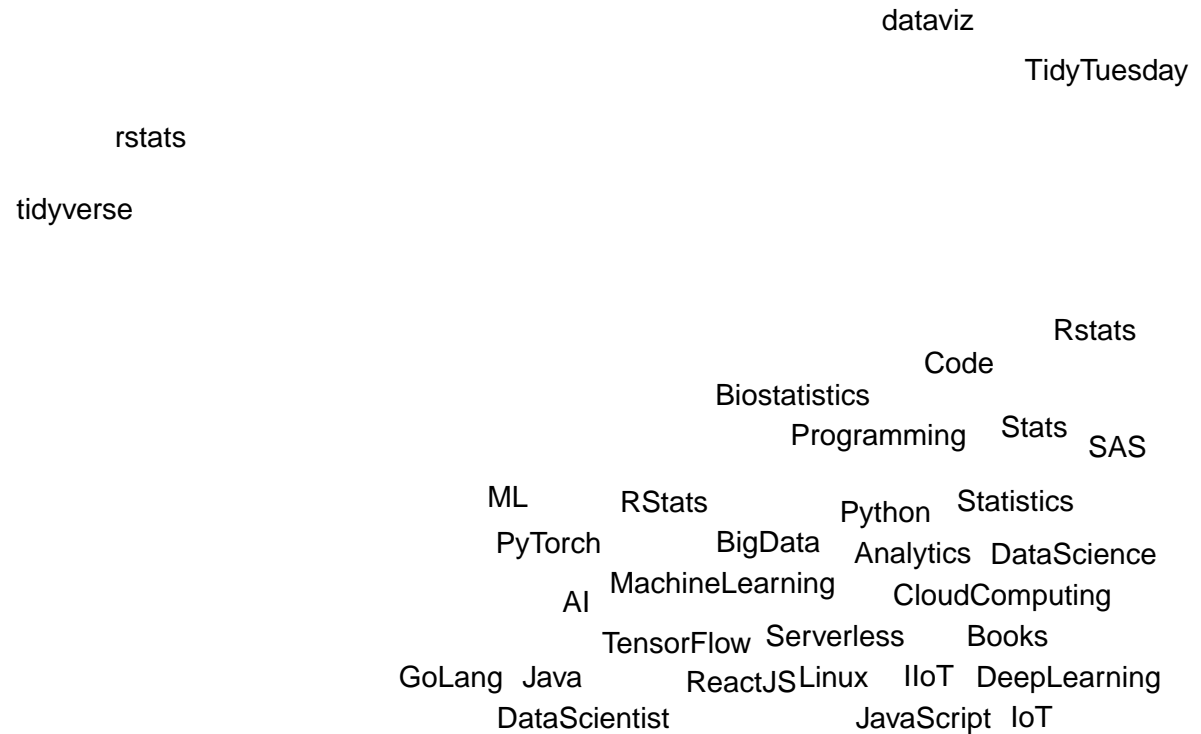 dataviz
TidyTuesday
rstats
tidyverse
Rstats
Code
Biostatistics
Programming Stats SAS
ML RStats Python Statistics
PyTorch BigData Analytics DataScience
AI MachineLearning CloudComputing
TensorFlow Serverless Books
GoLang Java ReactJS Linux IIoT DeepLearning
DataScientist JavaScript IoT